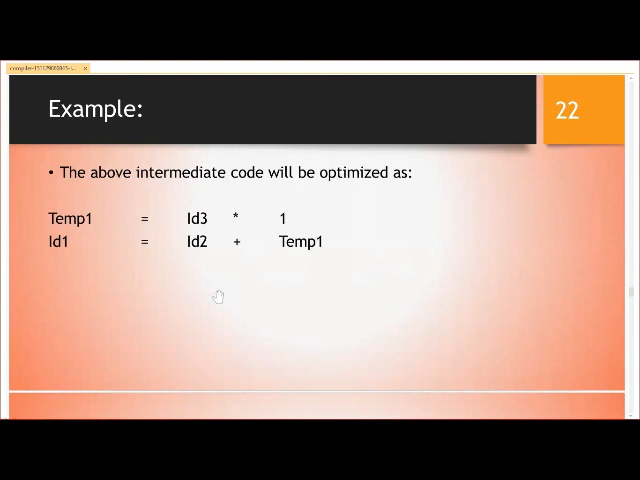 Example:
22
• The above intermediate code will be optimized as:
Temp1 = Id3 * 1
Id1 = Id2 + Temp1